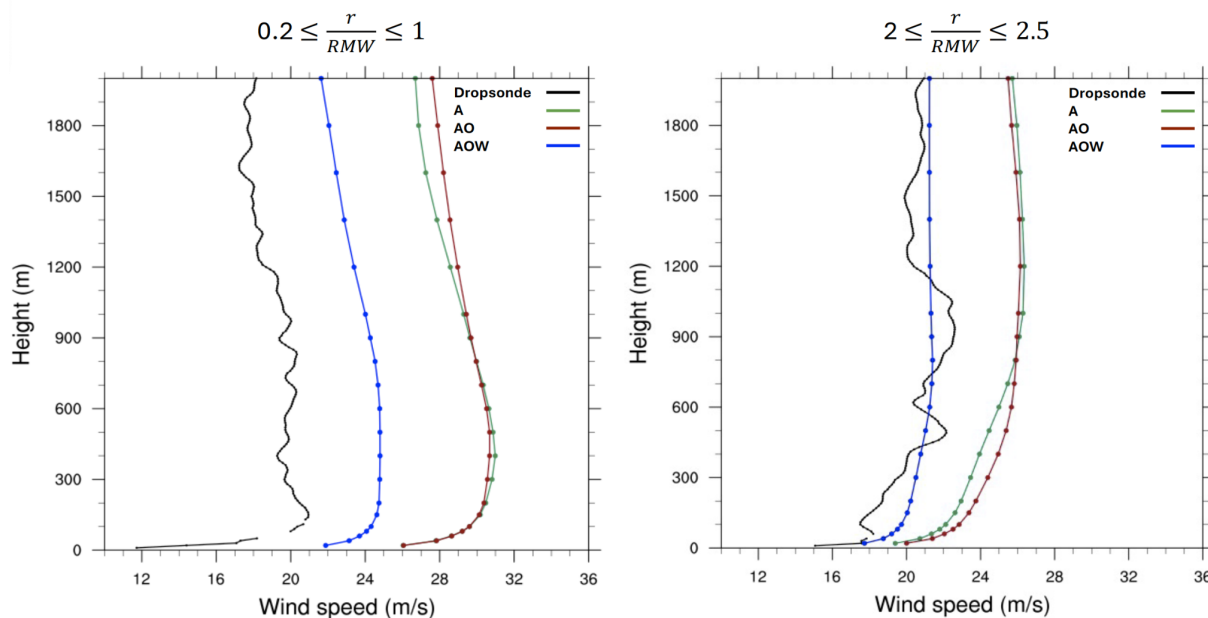 0.2 ≤ r/RMW ≤ 1
Dropsonde
A
AO
AOW
1800
1500
1200
900
600
300
0
Height (m)
12 16 20 24 28 32 36
Wind speed (m/s)
2 ≤ r/RMW ≤ 2.5
Dropsonde
A
AO
AOW
1800
1500
1200
900
600
300
0
Height (m)
12 16 20 24 28 32 36
Wind speed (m/s)